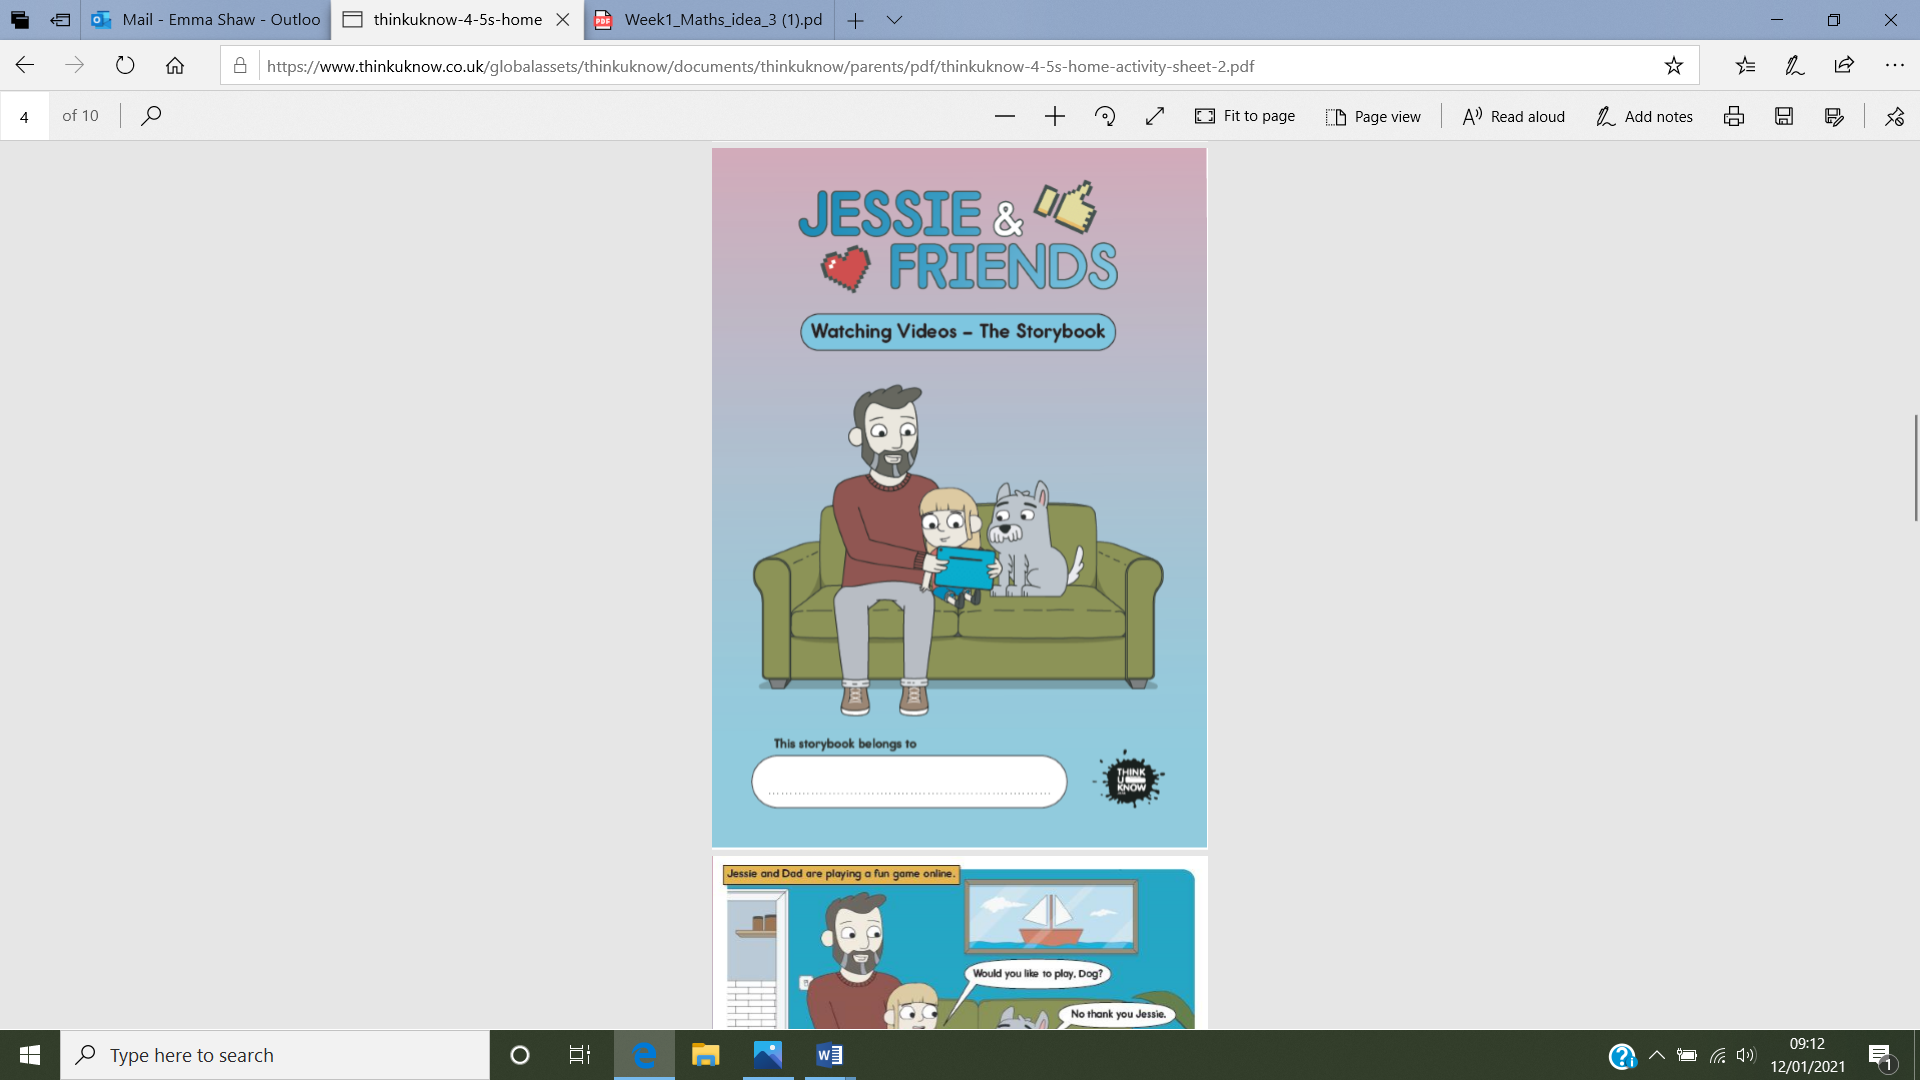 Mail - Emma Shaw - Outloo
thinkuknow-4-5s-home
Week1_Maths_idea_3 (1).pd
https://www.thinkuknow.co.uk/globalassets/thinkuknow/documents/thinkuknow/parents/pdf/thinkuknow-4-5s-home-activity-sheet-2.pdf
4 of 10
Fit to page
Page view
Read aloud
Add notes
JESSIE &
FRIENDS
Watching Videos – The Storybook
This storybook belongs to
THINK
U
KNOW
Jessie and Dad are playing a fun game online.
Would you like to play, Dog?
No thank you Jessie.
Type here to search
09:12
12/01/2021
1